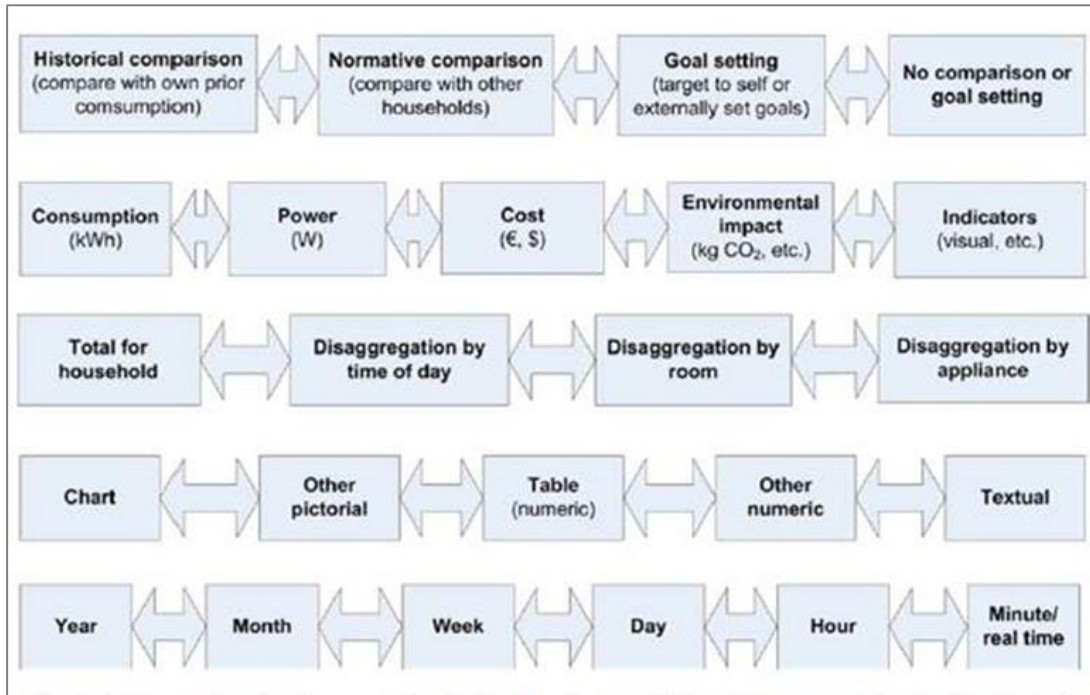 Historical comparison
(compare with own prior
comsumption)
Normative comparison
(compare with other
households)
Goal setting
(target to self or
externally set goals)
No comparison or
goal setting
Consumption
(kWh)
Power
(W)
Cost
(€, $)
Environmental
impact
(kg CO₂, etc.)
Indicators
(visual, etc.)
Total for
household
Disaggregation by
time of day
Disaggregation by
room
Disaggregation by
appliance
Chart
Other
pictorial
Table
(numeric)
Other
numeric
Textual
Year
Month
Week
Day
Hour
Minute/
real time